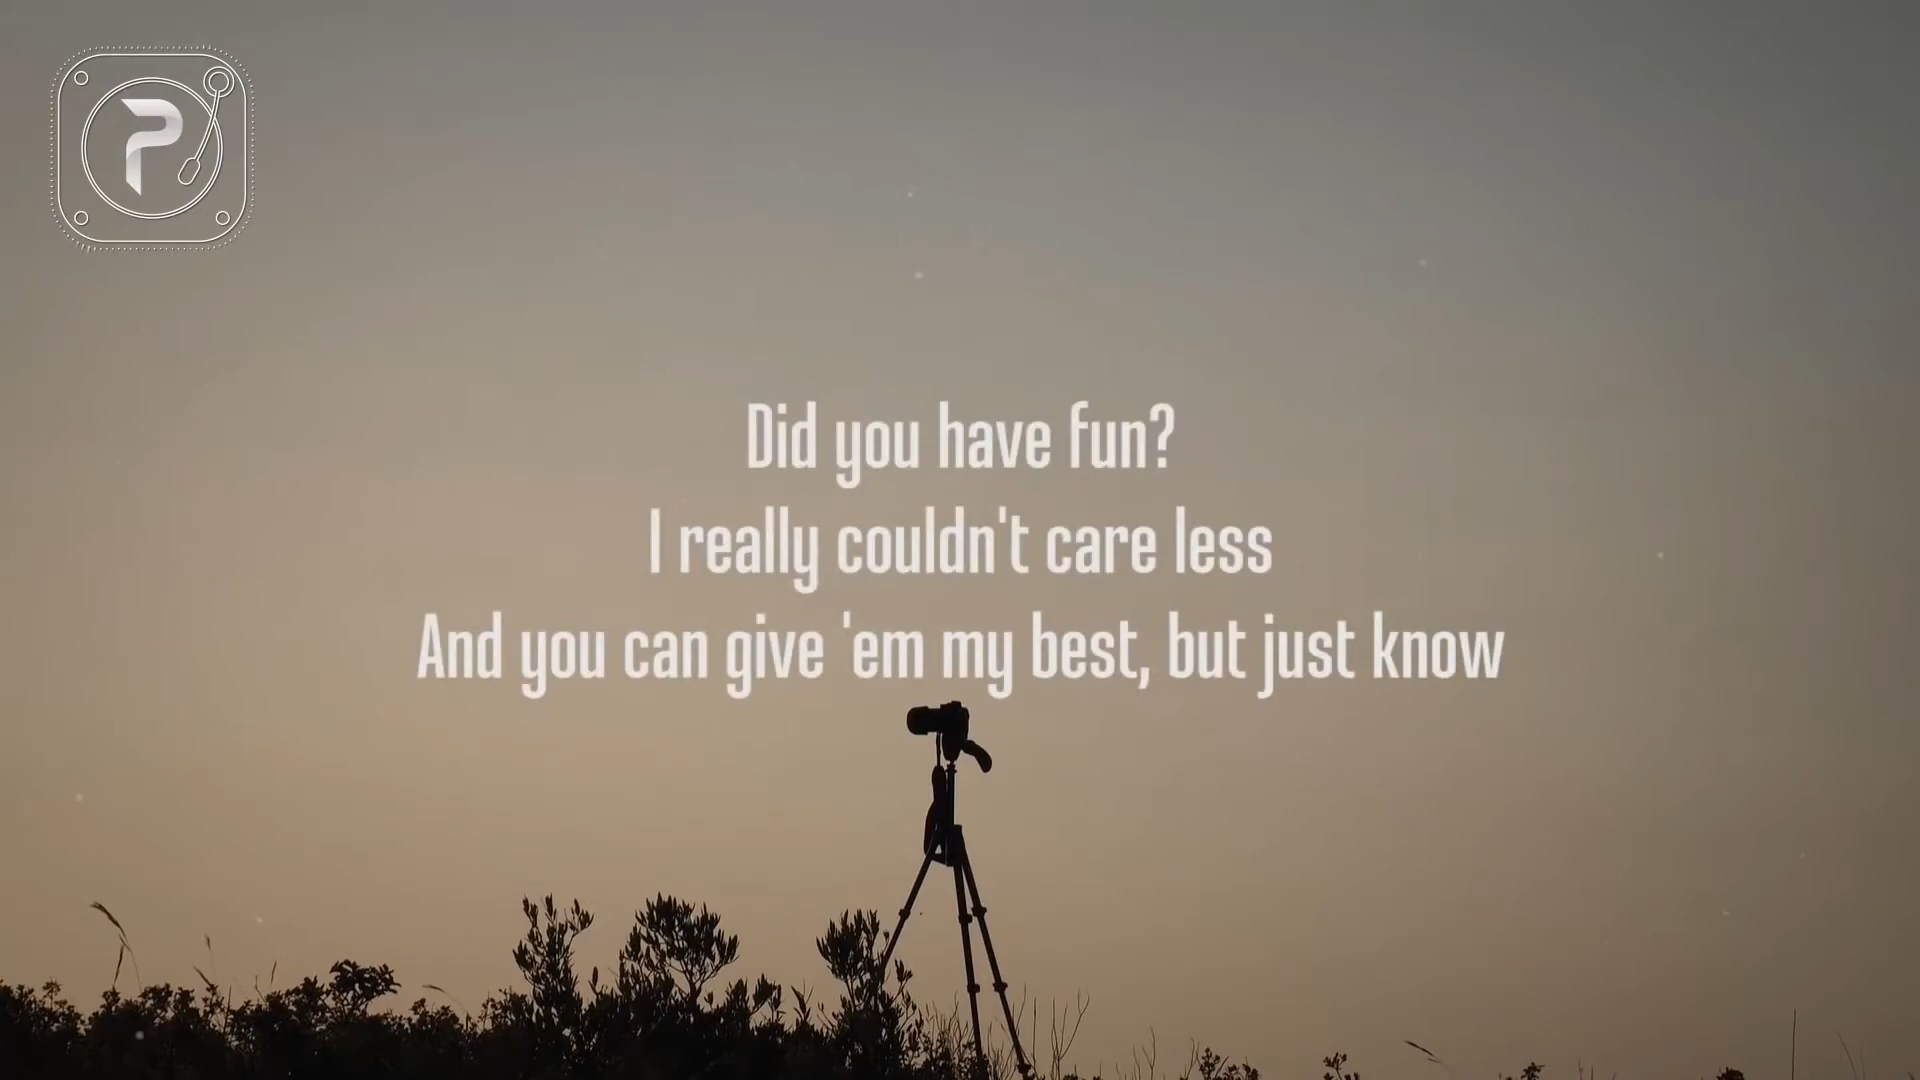 P
Did you have fun?
I really couldn't care less
And you can give 'em my best, but just know